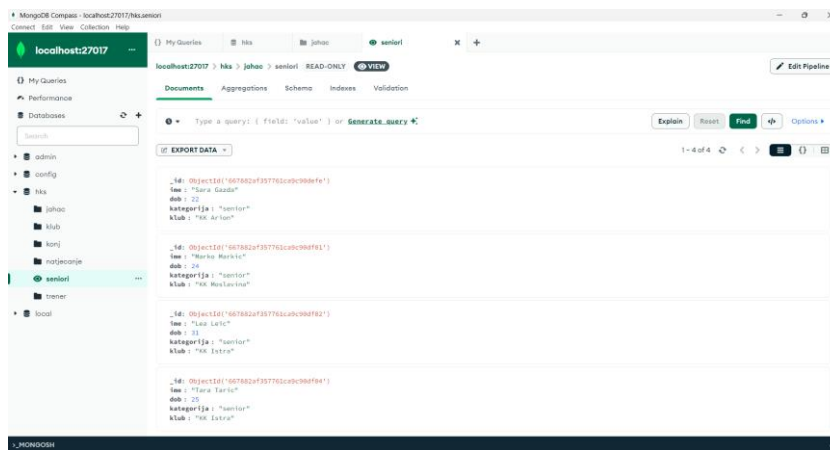 MongoDB Compass - localhost:27017/hks.seniori
Connect Edit View Collection Help
localhost:27017 ...
My Queries
Performance
Databases
Search
admin
config
hks
jahac
klub
konj
natjecanje
seniori ...
trener
local
My Queries hks jahac seniori
localhost:27017 > hks > jahac > seniori READ-ONLY VIEW
Edit Pipeline
Documents Aggregations Schema Indexes Validation
Type a query: { field: 'value' } or Generate query
Explain Reset Find </> Options
EXPORT DATA
1 - 4 of 4
_id: ObjectId('
ime : "Sara Gazda"
dob : 22
kategorija : "senior"
klub : "KK Arion"
_id: ObjectId('
ime : "Marko Markic"
dob : 24
kategorija : "senior"
klub : "KK Moslavina"
_id: ObjectId('
ime : "Lea Leic"
dob : 31
kategorija : "senior"
klub : "KK Istra"
_id: ObjectId('
ime : "Tara Taric"
dob : 25
kategorija : "senior"
klub : "KK Istra"
>_MONGOSH